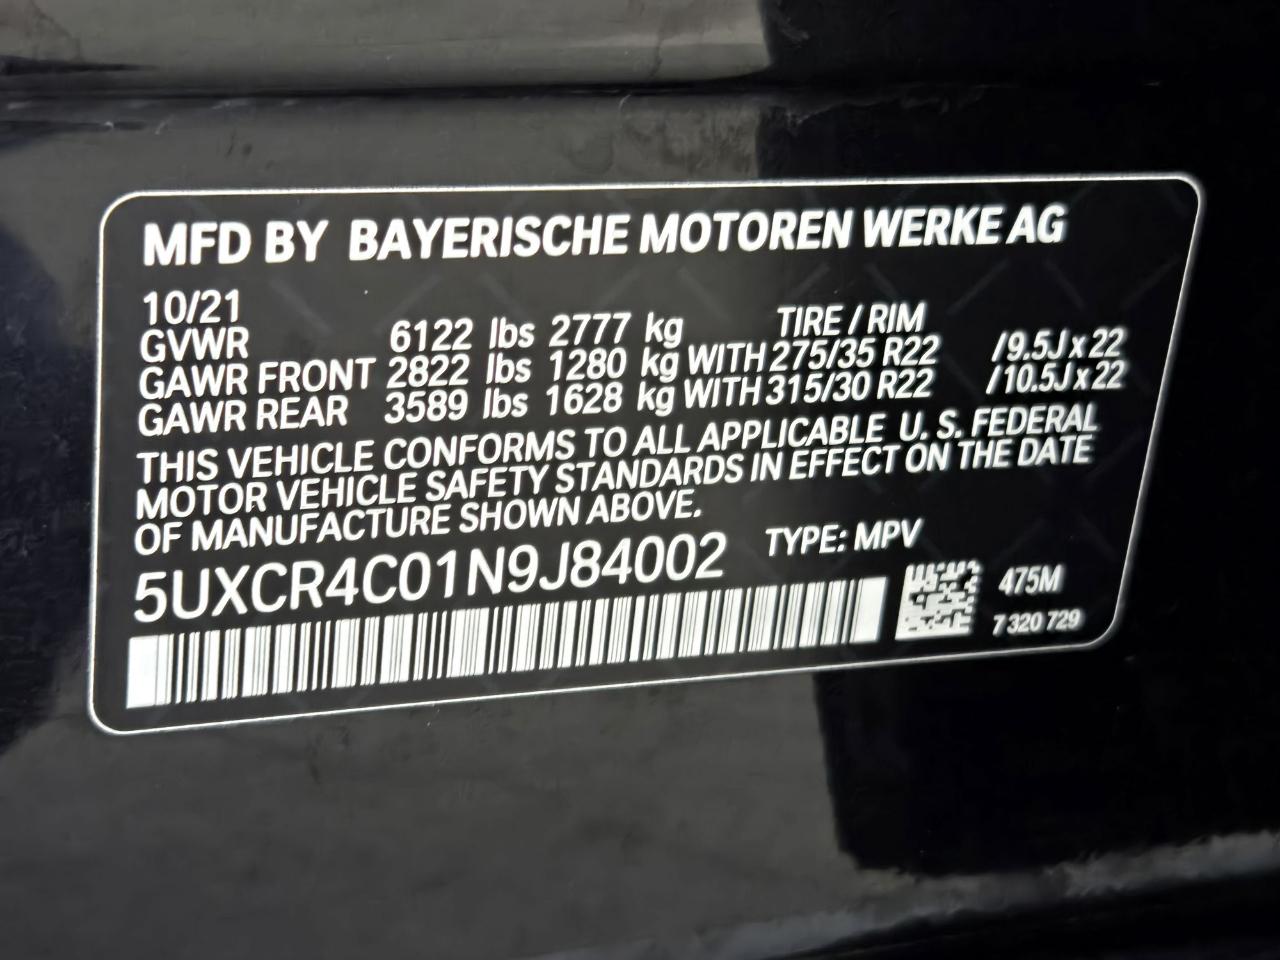 MFD BY BAYERISCHE MOTOREN WERKE AG
10/21
GVWR 6122 lbs 2777 kg TIRE / RIM
GAWR FRONT 2822 lbs 1280 kg WITH 275/35 R22 /9.5J x 22
GAWR REAR 3589 lbs 1628 kg WITH 315/30 R22 /10.5J x 22
THIS VEHICLE CONFORMS TO ALL APPLICABLE U. S. FEDERAL
MOTOR VEHICLE SAFETY STANDARDS IN EFFECT ON THE DATE
OF MANUFACTURE SHOWN ABOVE.
5UXCR4C01N9J84002 TYPE: MPV
475M
7 320 729